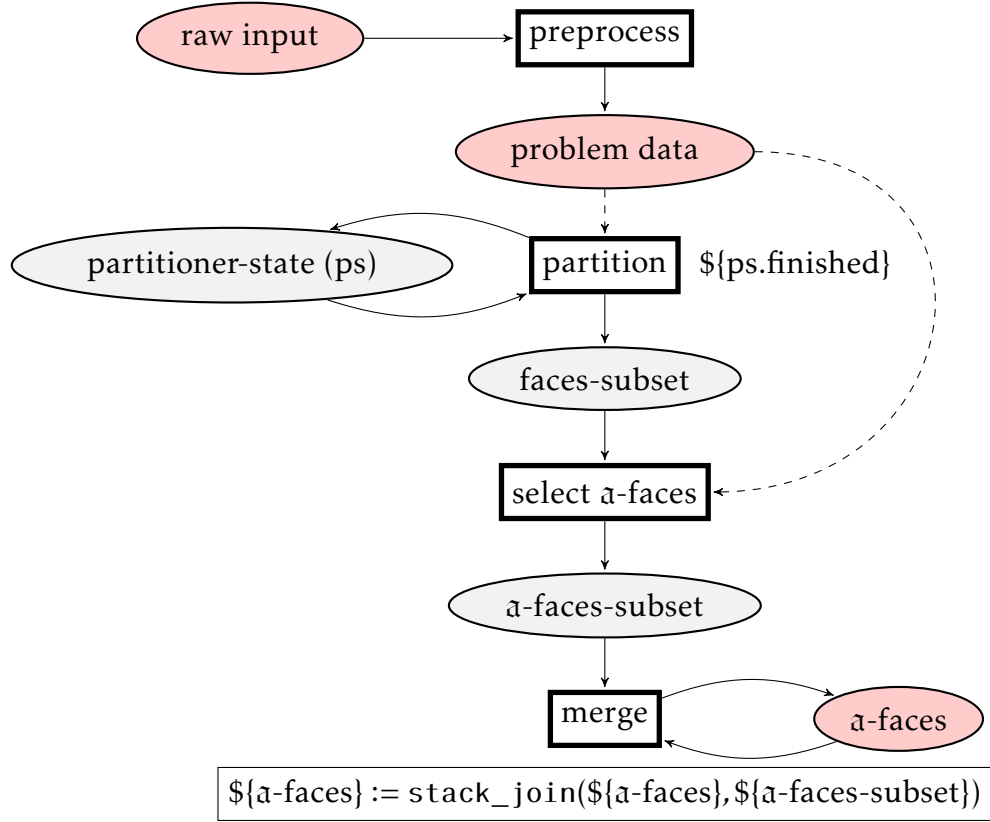 raw input
preprocess
problem data
partitioner-state (ps)
partition
${ps.finished}
faces-subset
select 𝔞-faces
𝔞-faces-subset
merge
𝔞-faces
${𝔞-faces} := stack_join(${𝔞-faces}, ${𝔞-faces-subset})